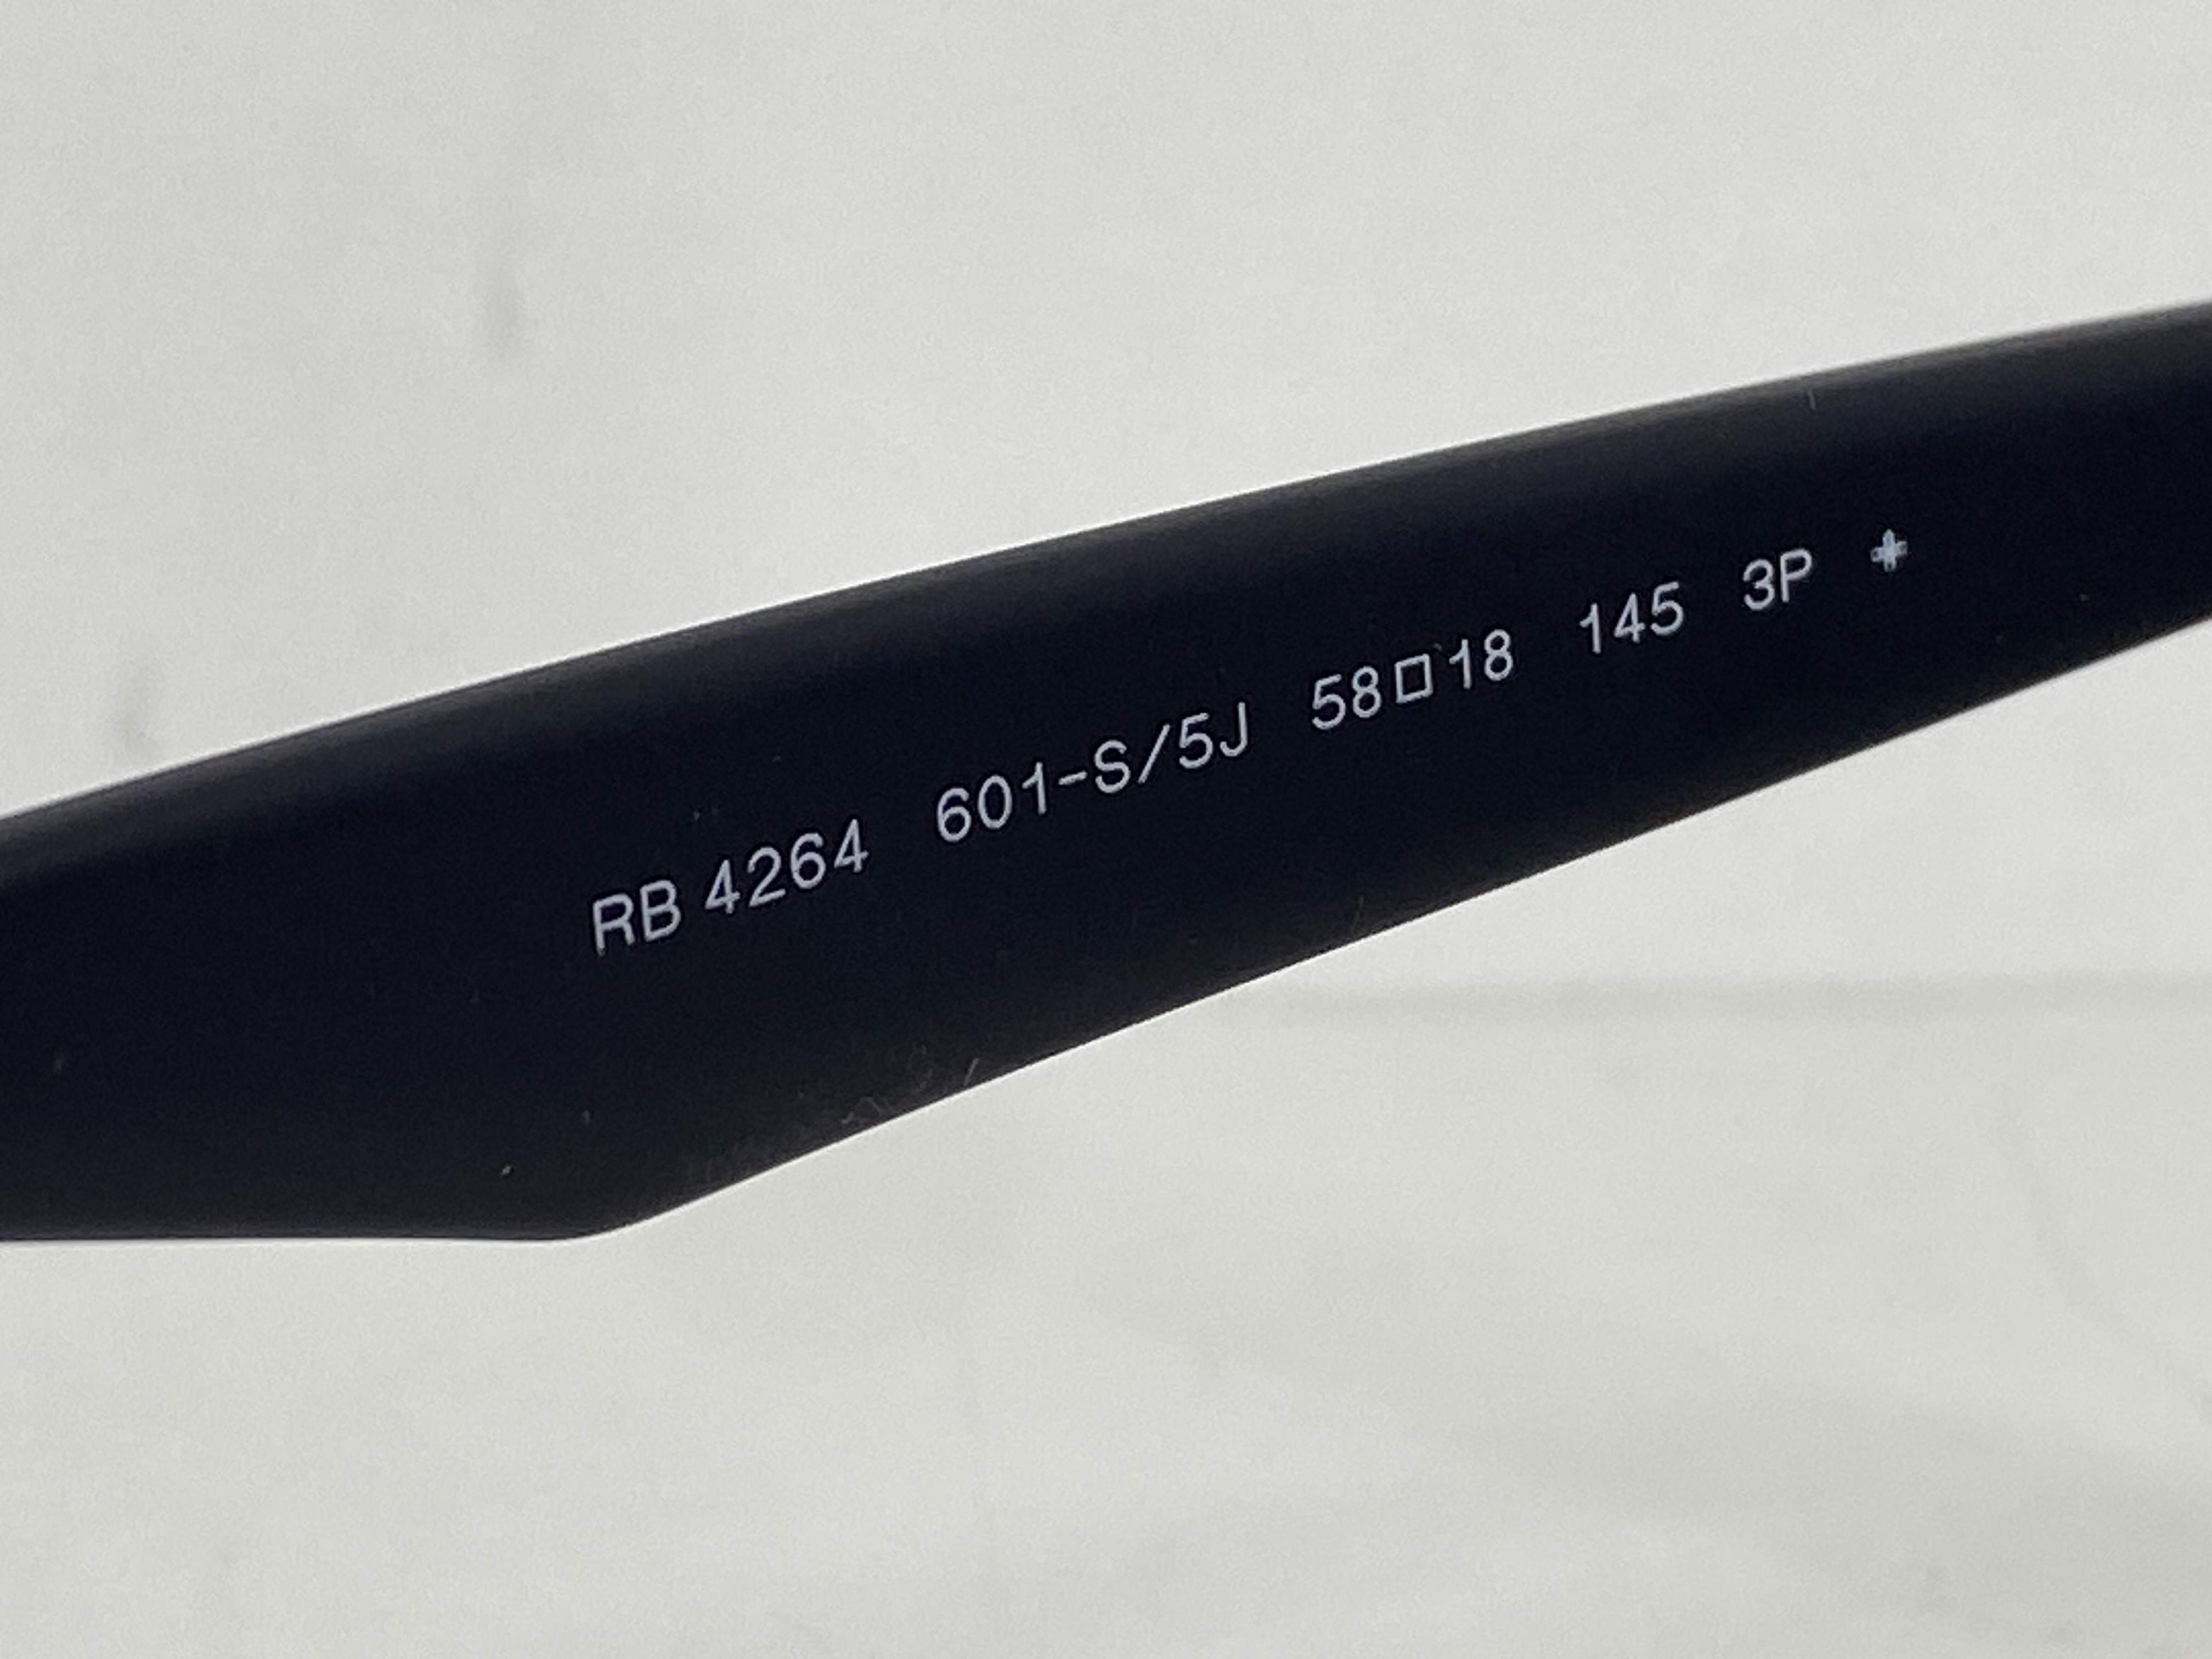 RB 4264 601-S/5J 58□18 145 3P +